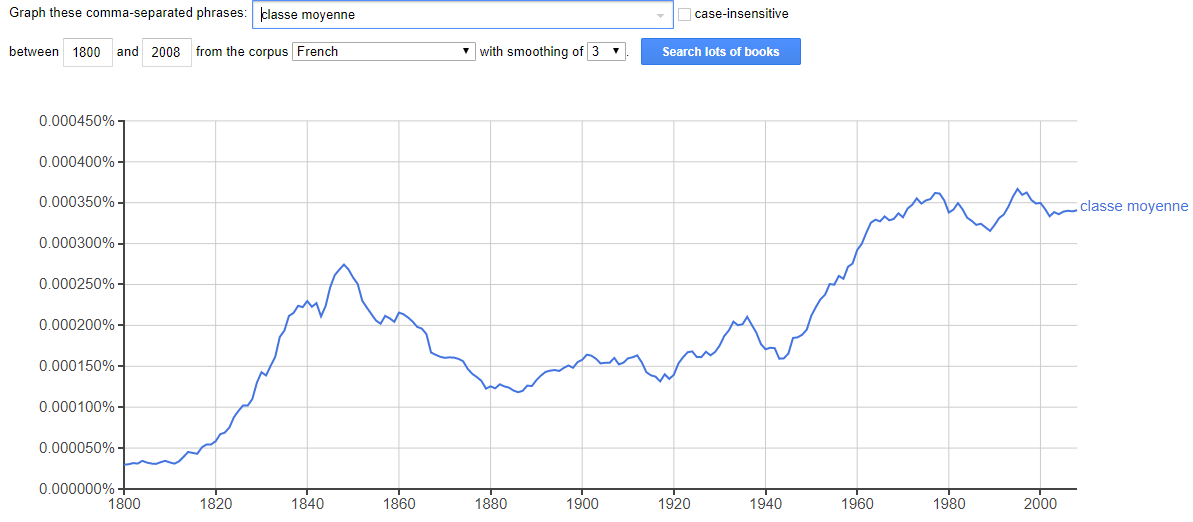 Graph these comma-separated phrases: classe moyenne case-insensitive
between 1800 and 2008 from the corpus French with smoothing of 3 . Search lots of books
0.000450%
0.000400%
0.000350%
classe moyenne
0.000300%
0.000250%
0.000200%
0.000150%
0.000100%
0.000050%
0.000000%
1800 1820 1840 1860 1880 1900 1920 1940 1960 1980 2000